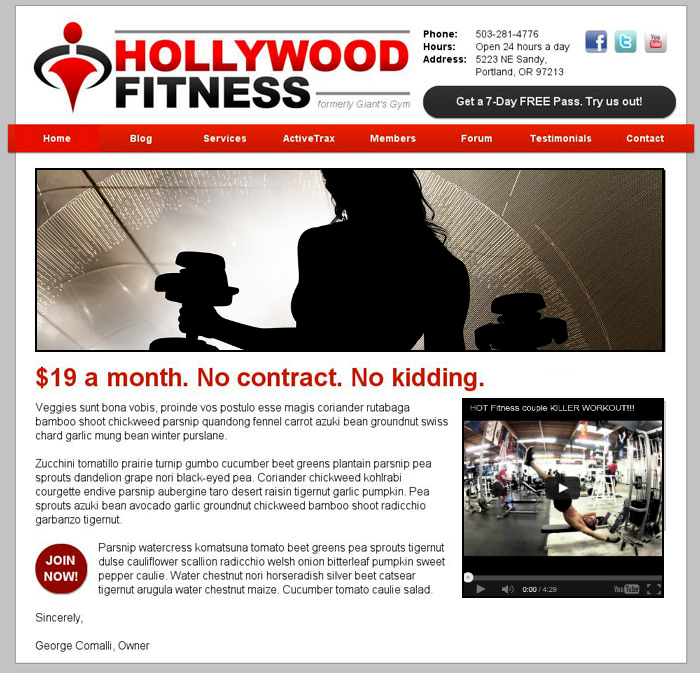 HOLLYWOOD
FITNESS
formerly Giant's Gym
Phone: 503-281-4776
Hours: Open 24 hours a day
Address: 5223 NE Sandy,
Portland, OR 97213
You
Tube
Get a 7-Day FREE Pass. Try us out!
Home Blog Services ActiveTrax Members Forum Testimonials Contact
$19 a month. No contract. No kidding.
Veggies sunt bona vobis, proinde vos postulo esse magis coriander rutabaga
bamboo shoot chickweed parsnip quandong fennel carrot azuki bean groundnut swiss
chard garlic mung bean winter purslane.
Zucchini tomatillo prairie turnip gumbo cucumber beet greens plantain parsnip pea
sprouts dandelion grape nori black-eyed pea. Coriander chickweed kohlrabi
courgette endive parsnip aubergine taro desert raisin tigernut garlic pumpkin. Pea
sprouts azuki bean avocado garlic groundnut chickweed bamboo shoot radicchio
garbanzo tigernut.
JOIN
NOW!
Parsnip watercress komatsuna tomato beet greens pea sprouts tigernut
dulse cauliflower scallion radicchio welsh onion bitterleaf pumpkin sweet
pepper caulie. Water chestnut nori horseradish silver beet catsear
tigernut arugula water chestnut maize. Cucumber tomato caulie salad.
Sincerely,
George Comalli, Owner
HOT Fitness couple KILLER WORKOUT!!!
0:00 / 4:29
YouTube